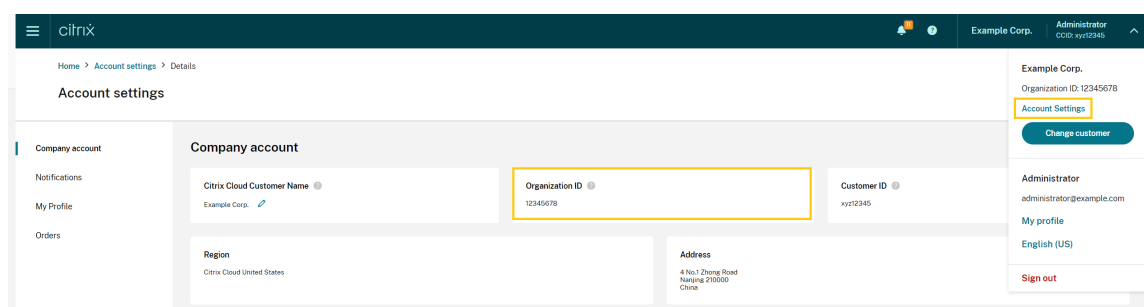 citrix
11
?
Example Corp.
Administrator
CCID: xyz12345
Home > Account settings > Details
Account settings
Example Corp.
Organization ID: 12345678
Account Settings
Change customer
Administrator
administrator@example.com
My profile
English (US)
Sign out
Company account
Notifications
My Profile
Orders
Company account
Citrix Cloud Customer Name ?
Example Corp.
Organization ID ?
12345678
Customer ID ?
xyz12345
Region
Citrix Cloud United States
Address
4 No.1 Zhong Road
Nanjing 210000
China